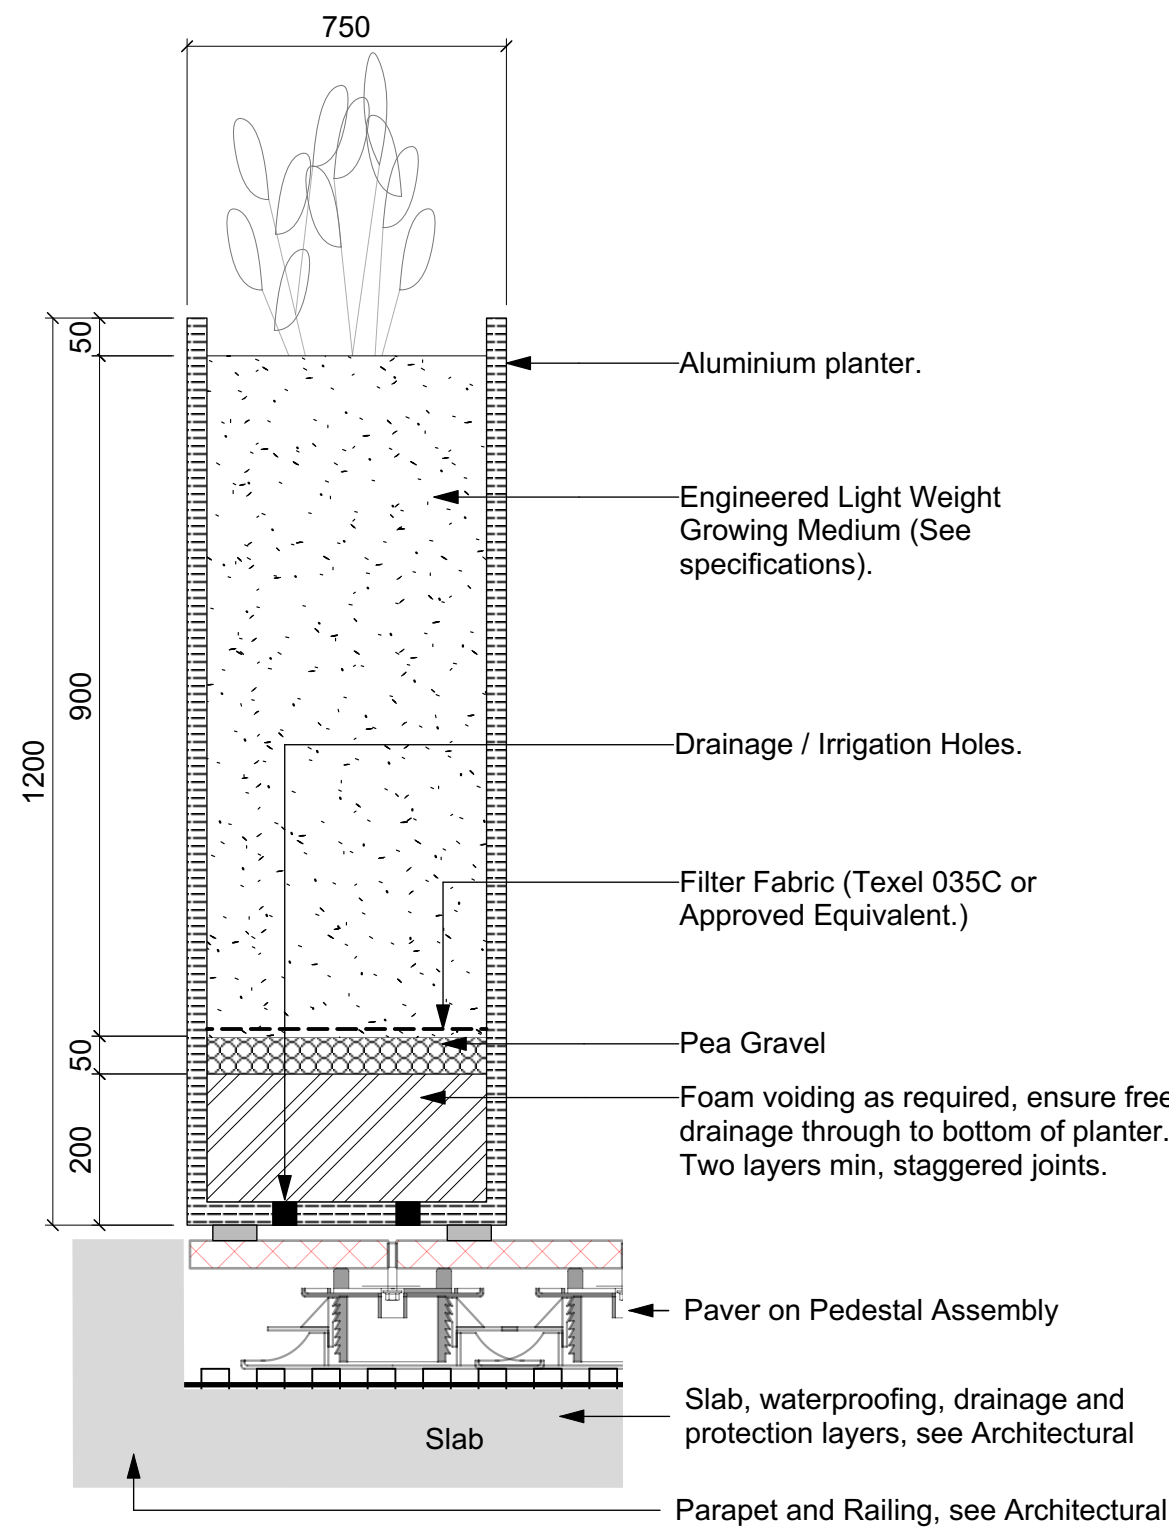 750
50
Aluminium planter.
Engineered Light Weight
Growing Medium (See
specifications).
900
1200
Drainage / Irrigation Holes.
Filter Fabric (Texel 035C or
Approved Equivalent.)
50
Pea Gravel
200
Foam voiding as required, ensure free
drainage through to bottom of planter.
Two layers min, staggered joints.
Paver on Pedestal Assembly
Slab, waterproofing, drainage and
protection layers, see Architectural
Slab
Parapet and Railing, see Architectural